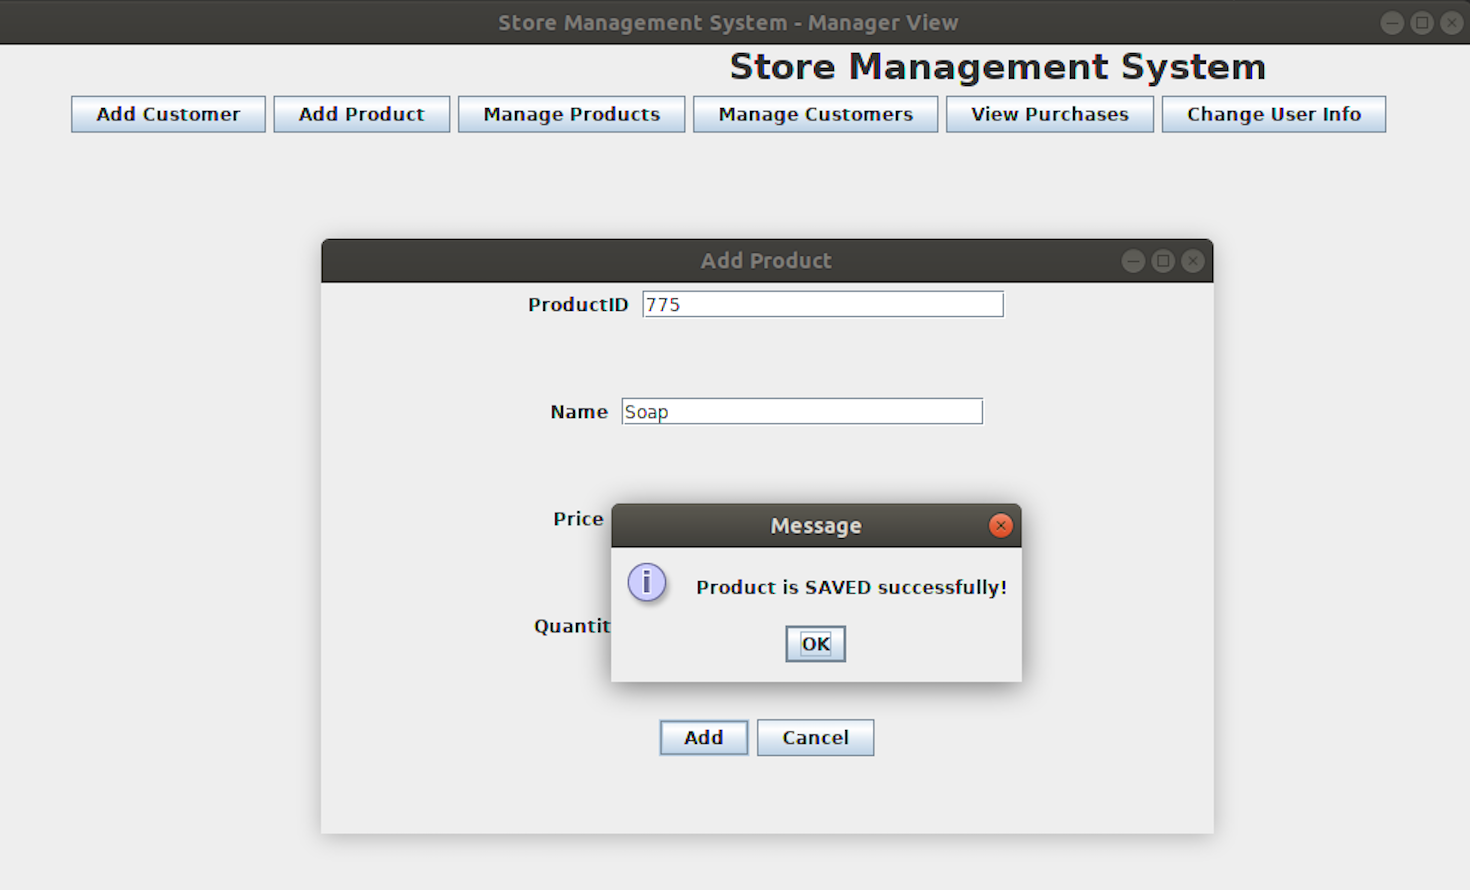 Store Management System - Manager View
Store Management System
Add Customer Add Product Manage Products Manage Customers View Purchases Change User Info
Add Product
ProductID 775
Name Soap
Price
Message
Product is SAVED successfully!
Quantit
OK
Add Cancel